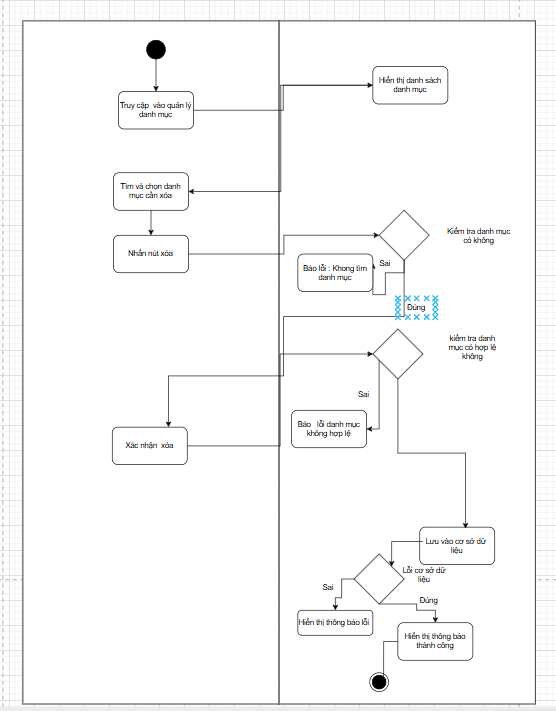 Truy cập vào quản lý
danh mục
Hiển thị danh sách
danh mục
Tìm và chọn danh
mục cần xóa
Nhấn nút xóa
Kiểm tra danh mục
có không
Sai
Báo lỗi : Khong tìm
danh mục
Đúng
kiểm tra danh
mục có hợp lệ
không
Sai
Báo lỗi danh mục
không hợp lệ
Xác nhận xóa
Lưu vào cơ sở dữ
liệu
Lỗi cơ sở dữ
liệu
Sai
Đúng
Hiển thị thông báo lỗi
Hiển thị thông báo
thành công